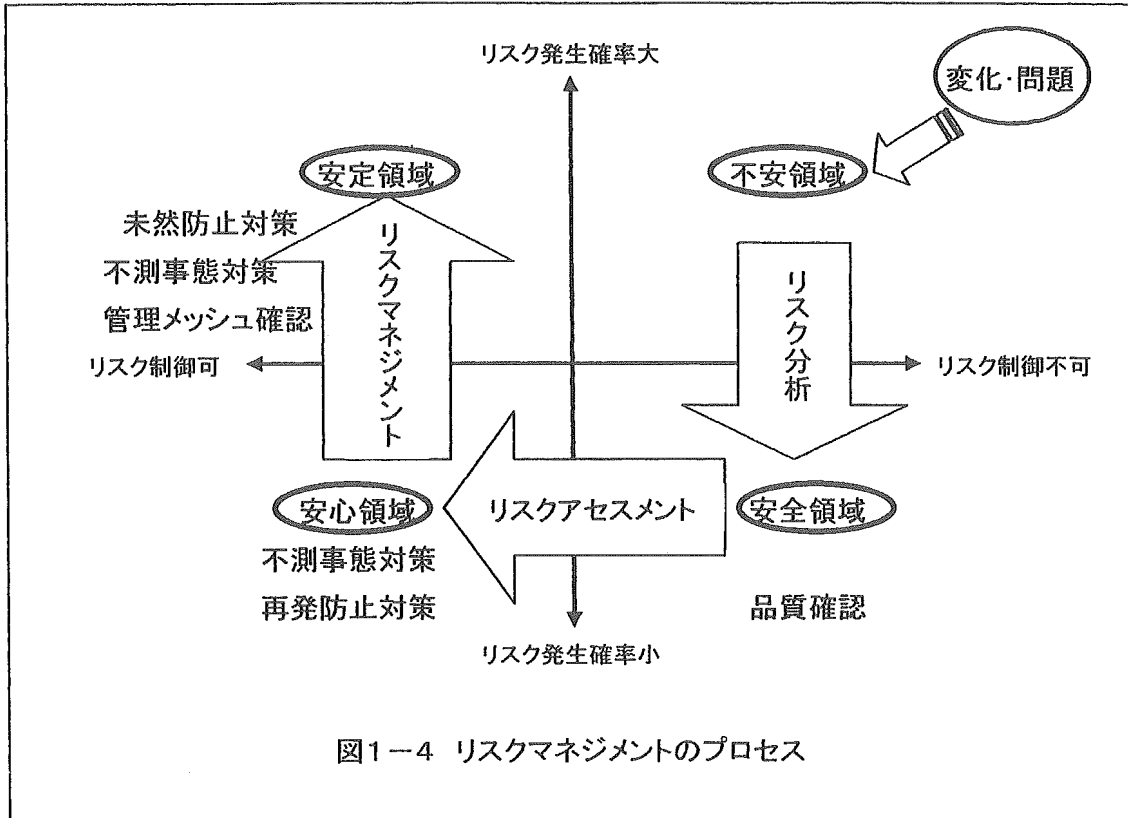 リスク発生確率大
変化・問題
安定領域
不安領域
未然防止対策
不測事態対策
管理メッシュ確認
リスクマネジメント
リスク分析
リスク制御可
リスク制御不可
安心領域
リスクアセスメント
安全領域
不測事態対策
再発防止対策
品質確認
リスク発生確率小
図1－4 リスクマネジメントのプロセス